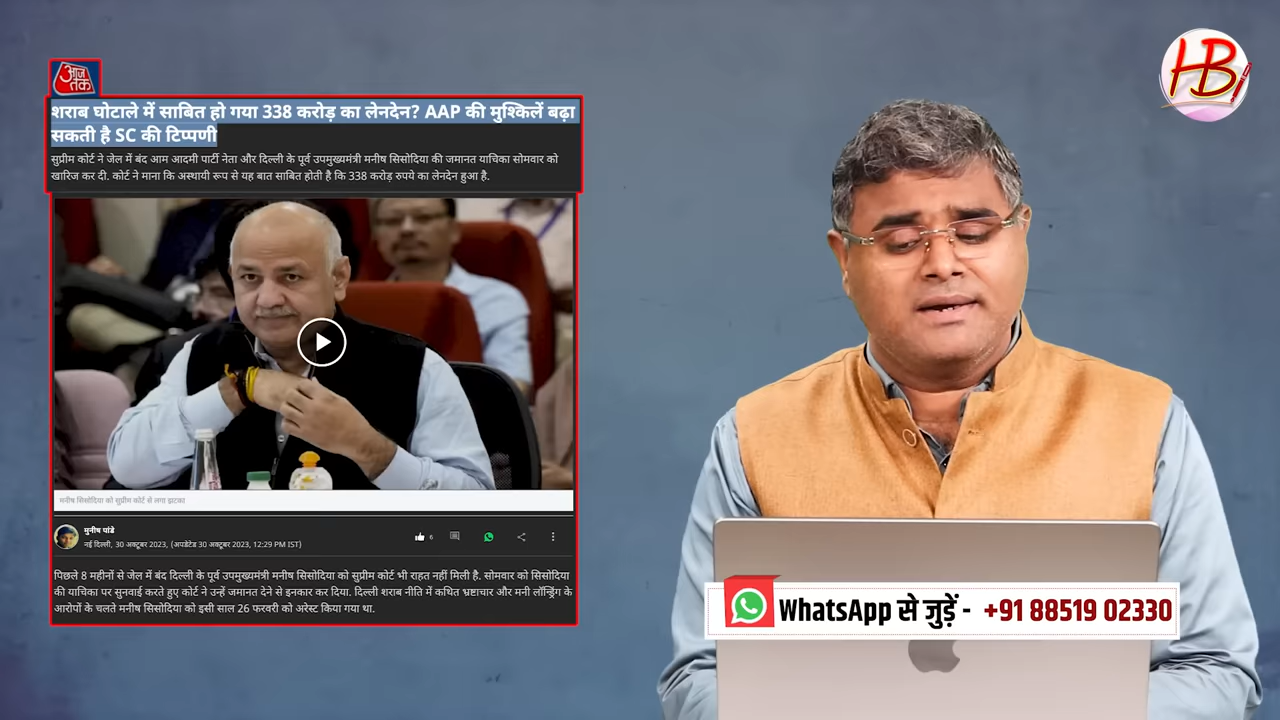 आज
तक
शराब घोटाले में साबित हो गया 338 करोड़ का लेनदेन? AAP की मुश्किलें बढ़ा
सकती है SC की टिप्पणी
सुप्रीम कोर्ट ने जेल में बंद आम आदमी पार्टी नेता और दिल्ली के पूर्व उपमुख्यमंत्री मनीष सिसोदिया की जमानत याचिका सोमवार को
खारिज कर दी. कोर्ट ने माना कि अस्थायी रूप से यह बात साबित होती है कि 338 करोड़ रुपये का लेनदेन हुआ है.
मनीष सिसोदिया को सुप्रीम कोर्ट से लगा झटका
मुनीष पांडे
नई दिल्ली, 30 अक्टूबर 2023, (अपडेटेड 30 अक्टूबर 2023, 12:29 PM IST)
6
पिछले 8 महीनों से जेल में बंद दिल्ली के पूर्व उपमुख्यमंत्री मनीष सिसोदिया को सुप्रीम कोर्ट भी राहत नहीं मिली है. सोमवार को सिसोदिया
की याचिका पर सुनवाई करते हुए कोर्ट ने उन्हें जमानत देने से इनकार कर दिया. दिल्ली शराब नीति में कथित भ्रष्टाचार और मनी लॉन्ड्रिंग के
आरोपों के चलते मनीष सिसोदिया को इसी साल 26 फरवरी को अरेस्ट किया गया था.
HBI
WhatsApp से जुड़ें - +91 88519 02330